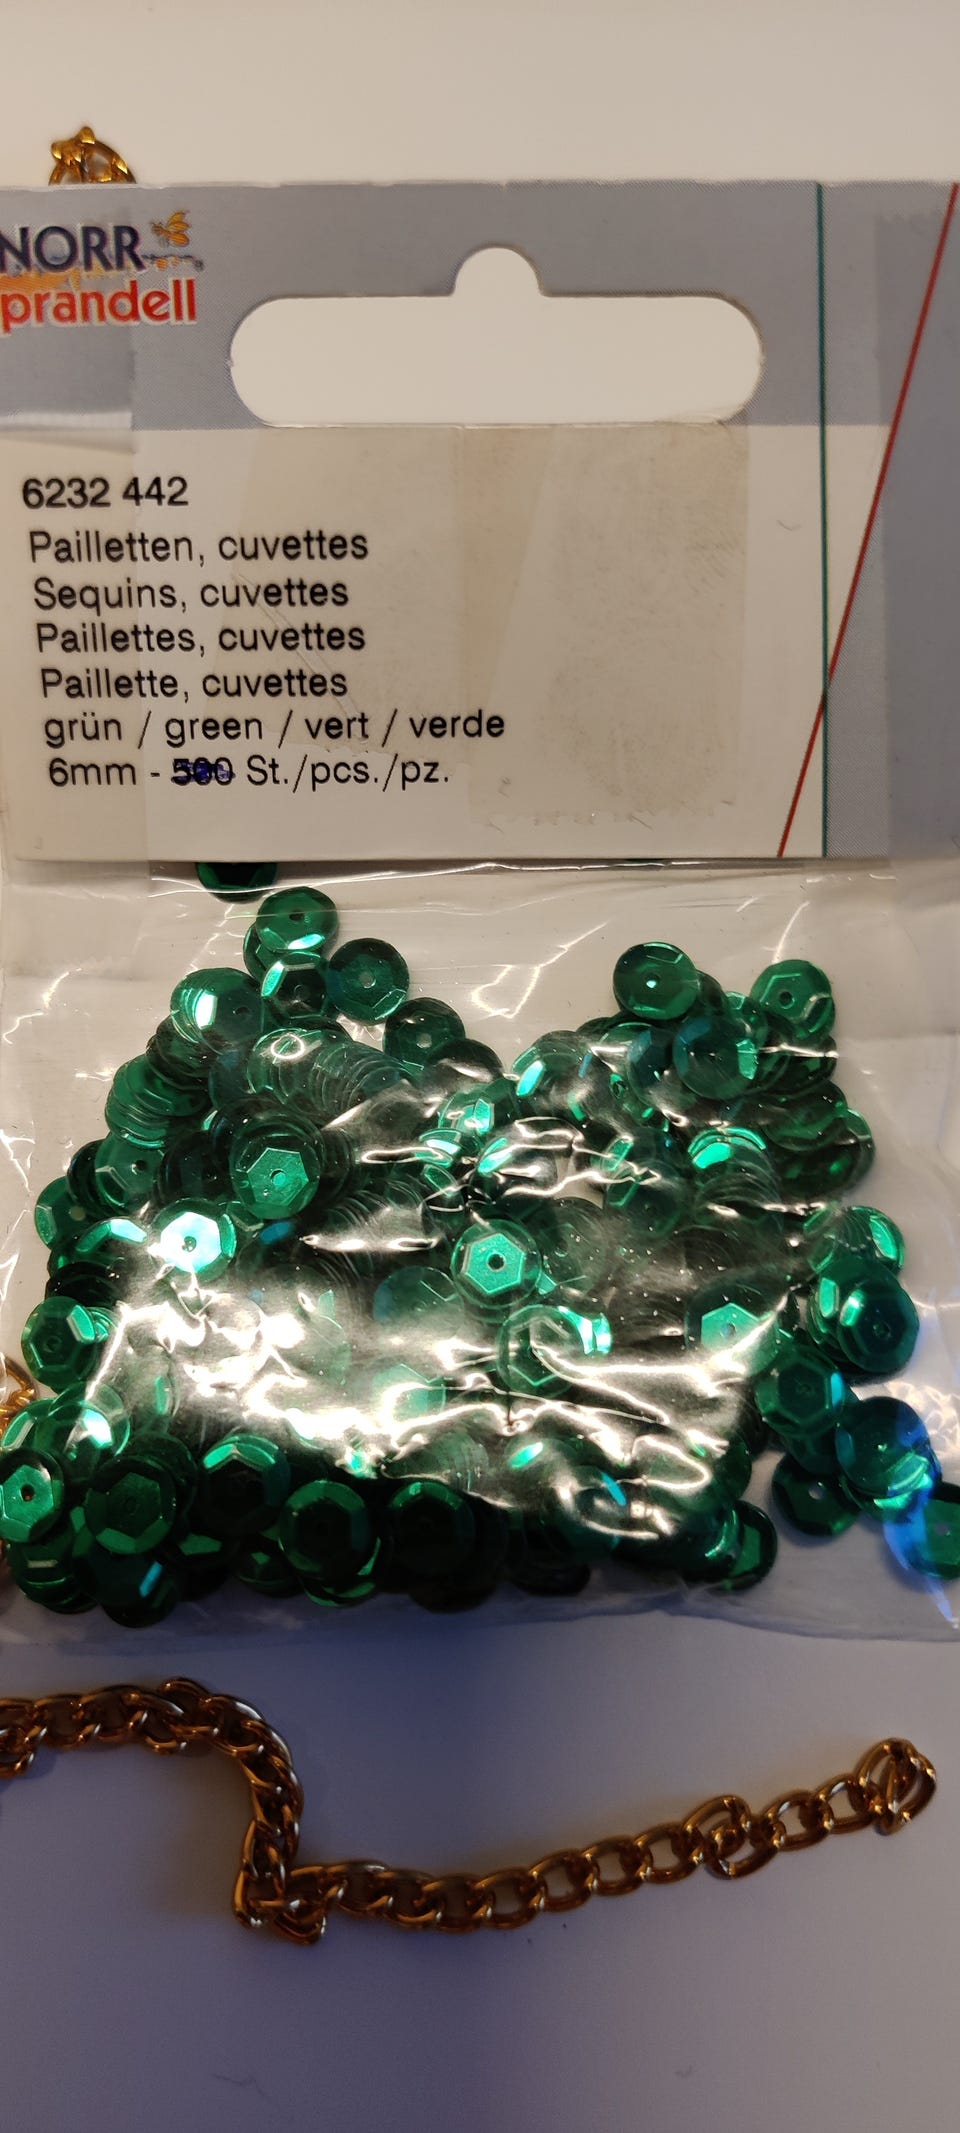 NORR
prandell
6232 442
Pailletten, cuvettes
Sequins, cuvettes
Paillettes, cuvettes
Paillette, cuvettes
grün / green / vert / verde
6mm - 500 St./pcs./pz.